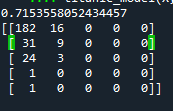 0.7153558052434457
[[182 16 0 0 0]
[ 31 9 0 0 0]
[ 24 3 0 0 0]
[ 1 0 0 0 0]
[ 1 0 0 0 0]]